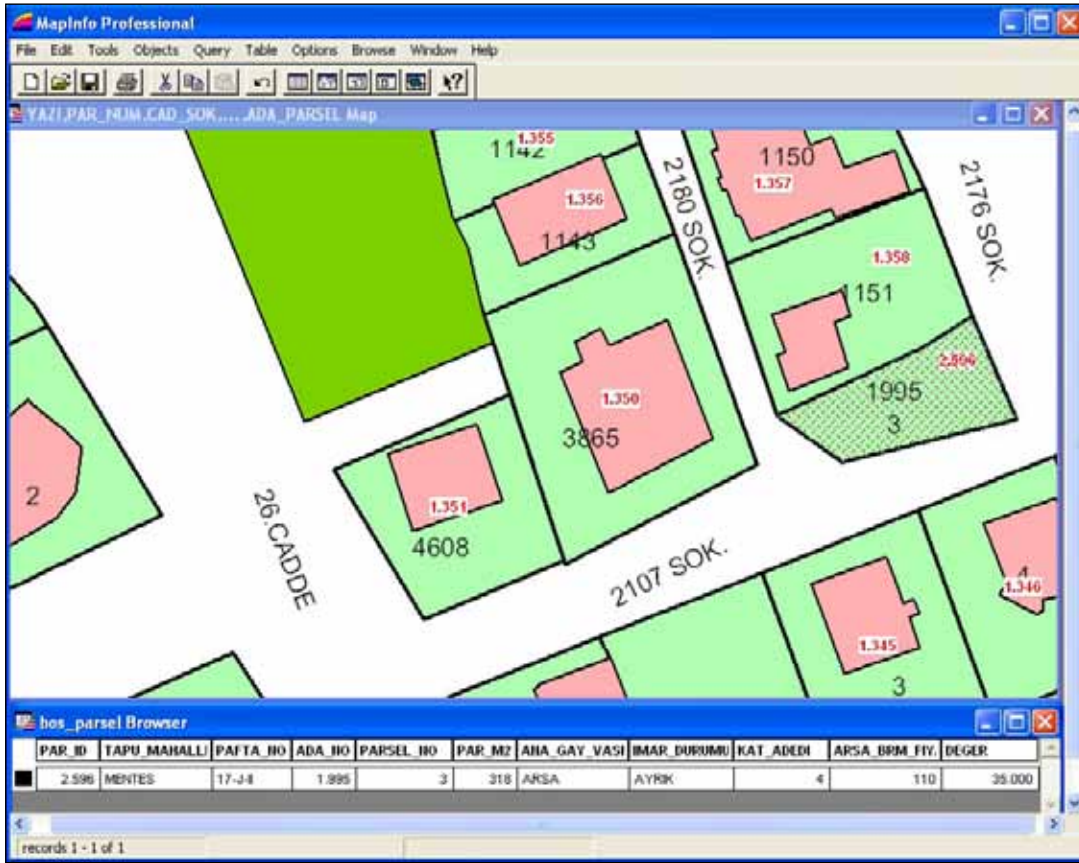 MapInfo Professional
File Edit Tools Objects Query Table Options Browse Window Help
YAZI,PAR_NUM,CAD_SOK,....,ADA_PARSEL Map
1.355
1142
1.356
1143
2180 SOK.
1150
1.357
2176 SOK.
1.358
1151
1995
3
1.350
3865
2
1.351
4608
26.CADDE
2107 SOK.
1.345
3
4
1.346
bos_parsel Browser
PAR_ID TAPU_MAHALLI PAFTA_NO ADA_NO PARSEL_NO PAR_M2 ANA_GAY_VASI IMAR_DURUMU KAT_ADEDI ARSA_BRM_FIY. DEGER
2.596 MENTES 17-J-II 1.995 3 318 ARSA AYRIK 4 110 35.000
records 1 - 1 of 1